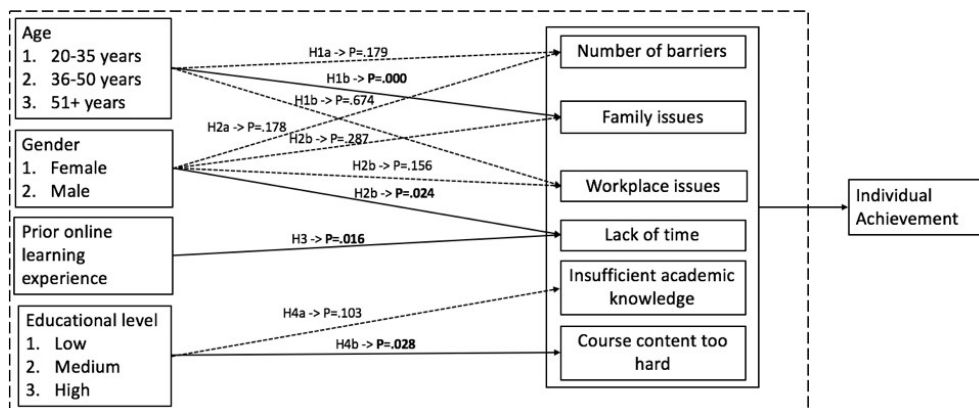 Age
1. 20-35 years
2. 36-50 years
3. 51+ years
Gender
1. Female
2. Male
Prior online
learning
experience
Educational level
1. Low
2. Medium
3. High
H1a -> P=.179
H1b -> P=.000
H1b -> P=.674
H2a -> P=.178
H2b -> P=.287
H2b -> P=.156
H2b -> P=.024
H3 -> P=.016
H4a -> P=.103
H4b -> P=.028
Number of barriers
Family issues
Workplace issues
Lack of time
Insufficient academic
knowledge
Course content too
hard
Individual
Achievement